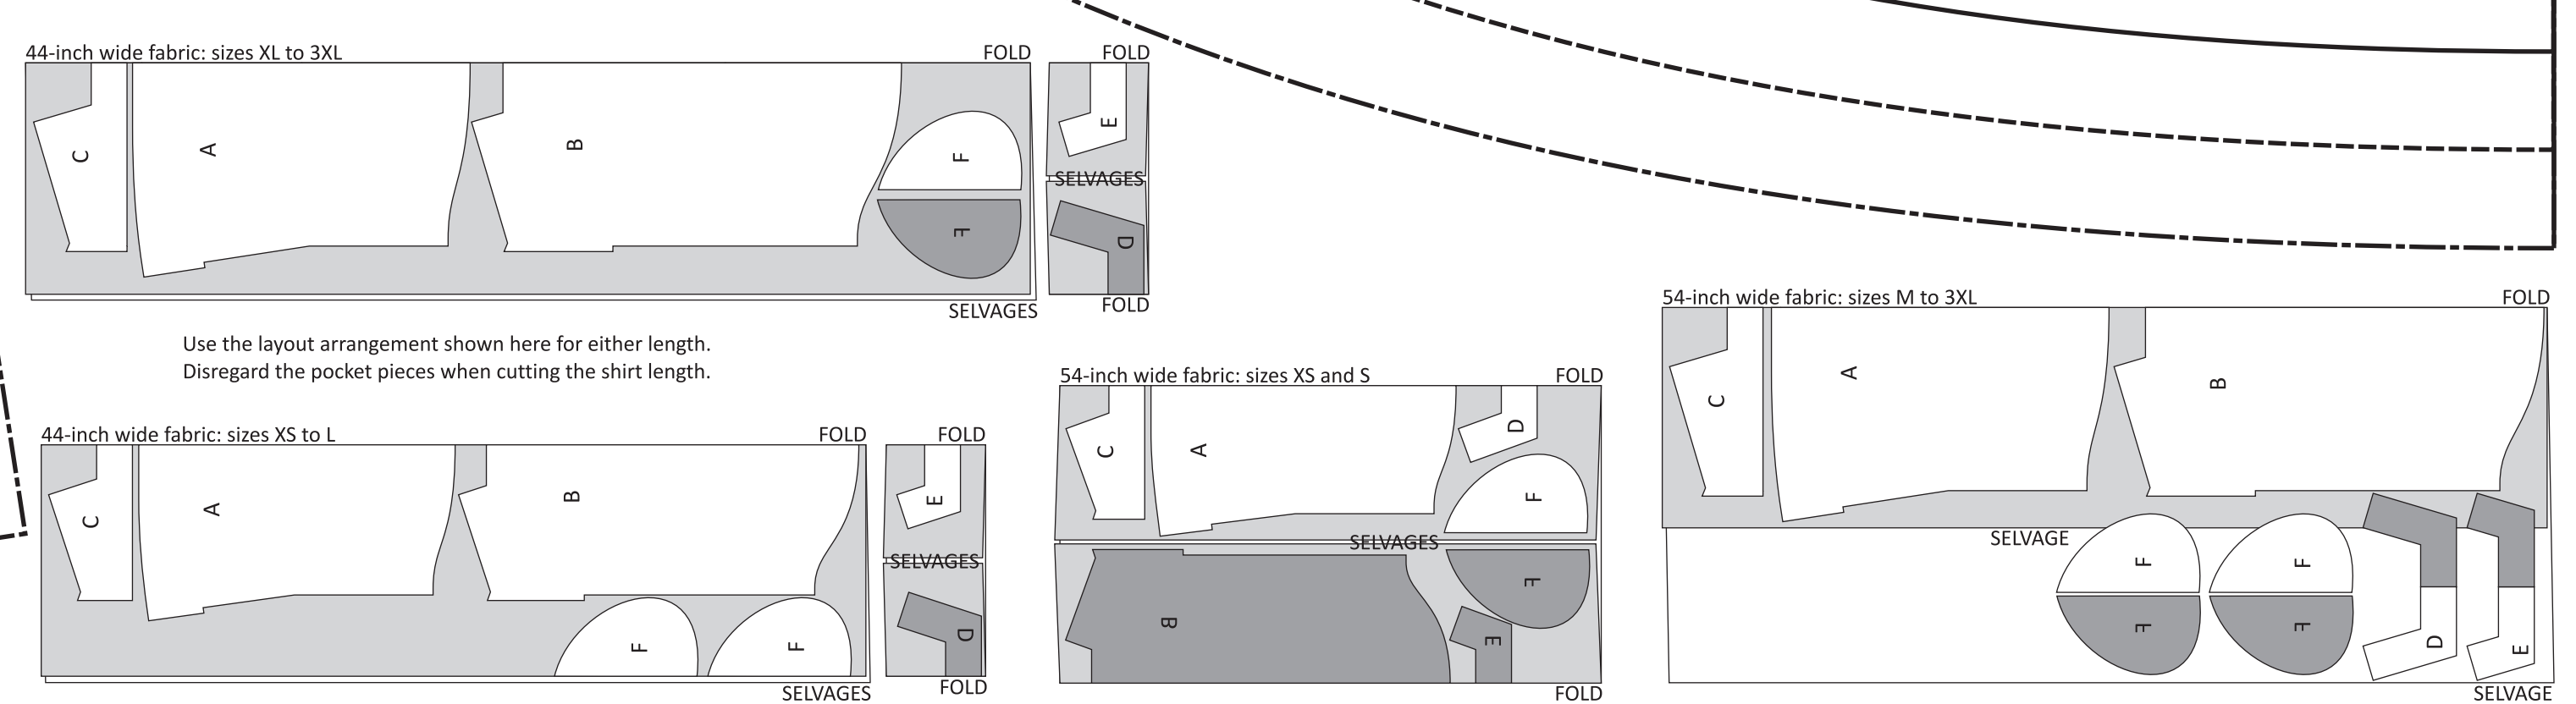 44-inch wide fabric: sizes XL to 3XL
FOLD
FOLD
C
A
B
F
F
E
SELVAGES
D
FOLD
SELVAGES
Use the layout arrangement shown here for either length.
Disregard the pocket pieces when cutting the shirt length.
44-inch wide fabric: sizes XS to L
FOLD
FOLD
C
A
B
F
F
E
SELVAGES
D
FOLD
SELVAGES
54-inch wide fabric: sizes XS and S
FOLD
C
A
D
F
SELVAGES
B
F
E
FOLD
54-inch wide fabric: sizes M to 3XL
FOLD
C
A
B
SELVAGE
F
F
F
F
D
E
SELVAGE